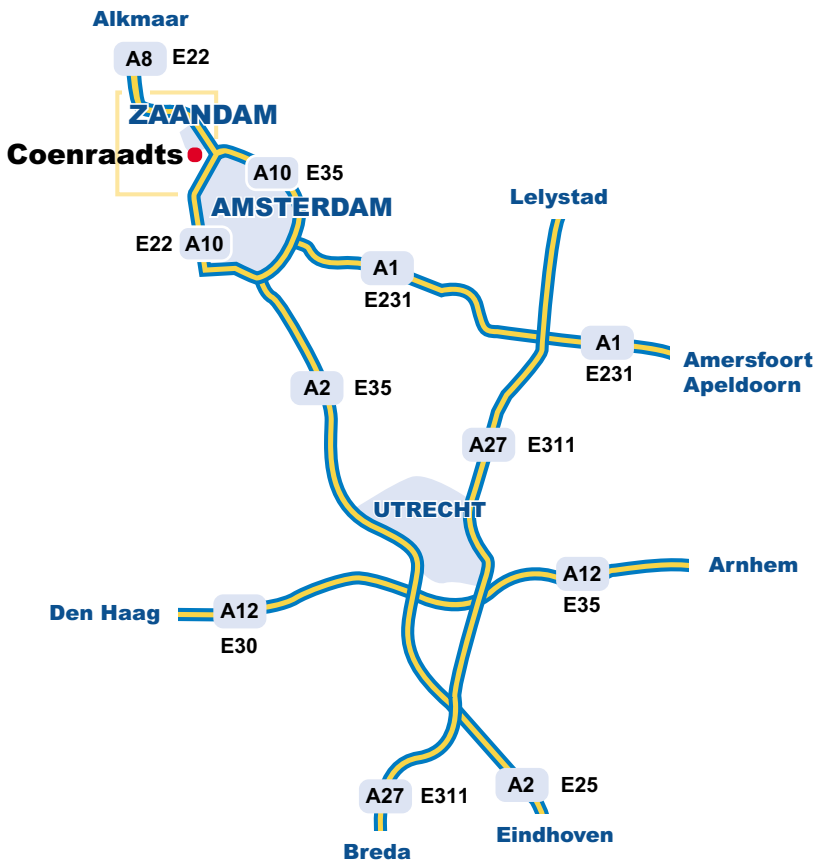 Alkmaar
A8 E22
ZAANDAM
Coenraadts
A10 E35
Lelystad
AMSTERDAM
E22 A10
A1
E231
A1
E231
Amersfoort
Apeldoorn
A2 E35
A27 E311
UTRECHT
Arnhem
A12
E35
Den Haag
A12
E30
A2 E25
A27 E311
Eindhoven
Breda